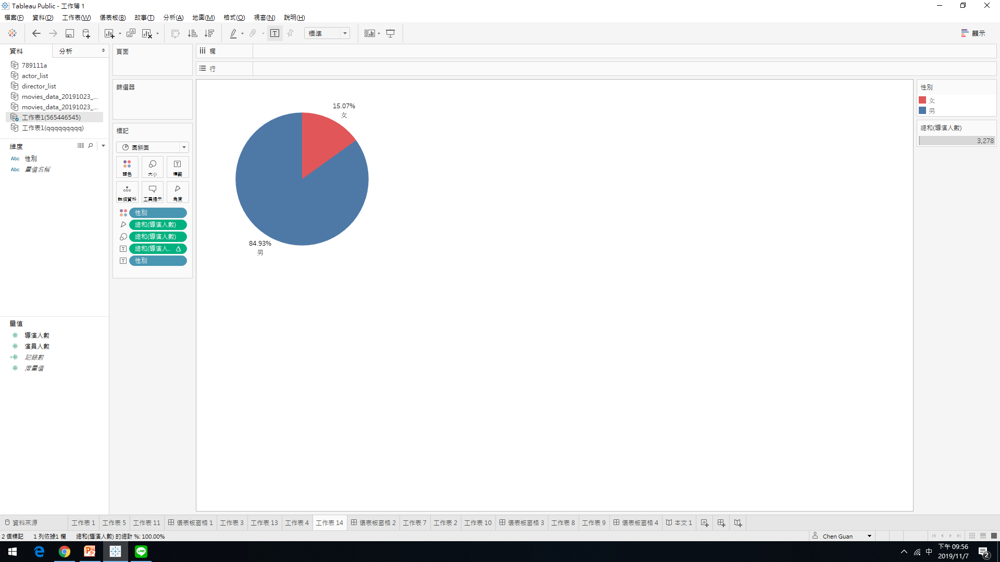 Tableau Public - 工作簿 1
檔案(F) 資料(D) 工作表(W) 儀表板(B) 故事(T) 分析(A) 地圖(M) 格式(O) 視窗(N) 說明(H)
標準
顯示
資料 分析
789111a
actor_list
director_list
movies_data_20191023_...
movies_data_20191023_...
工作表1(565446545)
工作表1(qqqqqqqqq)
維度
Abc 性別
Abc 量值名稱
量值
導演人數
演員人數
記錄數
度量值
頁面
篩選器
標記
圓餅圖
顏色 大小 標籤
詳細資料 工具提示 角度
性別
總和(導演人數)
總和(導演人數)
總和(導演人..
性別
欄
行
15.07%
女
84.93%
男
性別
女
男
總和(導演人數)
3,278
資料來源 工作表 1 工作表 5 工作表 11 儀表板窗格 1 工作表 3 工作表 13 工作表 4 工作表 14 儀表板窗格 2 工作表 7 工作表 2 工作表 10 儀表板窗格 3 工作表 8 工作表 9 儀表板窗格 4 本文 1
2 個標記 1 列依據1 欄 總和(導演人數) 的總計 %: 100.00%
Chen Guan
中
下午 09:56
2019/11/7
2